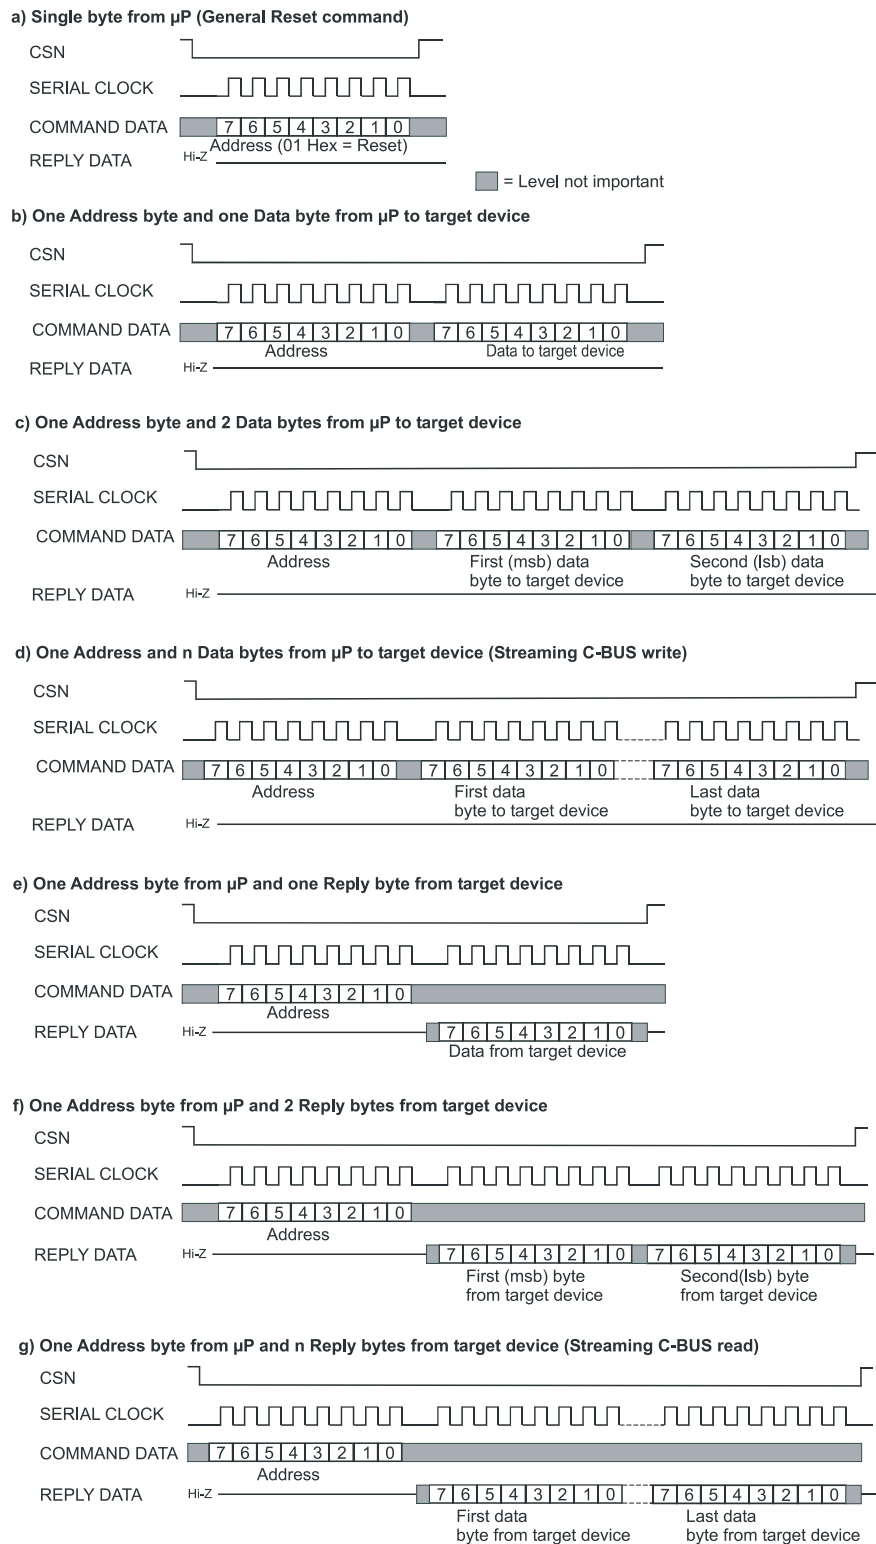 a) Single byte from µP (General Reset command)
CSN
SERIAL CLOCK
COMMAND DATA 7 6 5 4 3 2 1 0
Address (01 Hex = Reset)
REPLY DATA Hi-Z
= Level not important
b) One Address byte and one Data byte from µP to target device
CSN
SERIAL CLOCK
COMMAND DATA 7 6 5 4 3 2 1 0 7 6 5 4 3 2 1 0
Address Data to target device
REPLY DATA Hi-Z
c) One Address byte and 2 Data bytes from µP to target device
CSN
SERIAL CLOCK
COMMAND DATA 7 6 5 4 3 2 1 0 7 6 5 4 3 2 1 0 7 6 5 4 3 2 1 0
Address First (msb) data Second (lsb) data
byte to target device byte to target device
REPLY DATA Hi-Z
d) One Address and n Data bytes from µP to target device (Streaming C-BUS write)
CSN
SERIAL CLOCK
COMMAND DATA 7 6 5 4 3 2 1 0 7 6 5 4 3 2 1 0 7 6 5 4 3 2 1 0
Address First data Last data
byte to target device byte to target device
REPLY DATA Hi-Z
e) One Address byte from µP and one Reply byte from target device
CSN
SERIAL CLOCK
COMMAND DATA 7 6 5 4 3 2 1 0
Address
REPLY DATA Hi-Z 7 6 5 4 3 2 1 0
Data from target device
f) One Address byte from µP and 2 Reply bytes from target device
CSN
SERIAL CLOCK
COMMAND DATA 7 6 5 4 3 2 1 0
Address
REPLY DATA Hi-Z 7 6 5 4 3 2 1 0 7 6 5 4 3 2 1 0
First (msb) byte Second(lsb) byte
from target device from target device
g) One Address byte from µP and n Reply bytes from target device (Streaming C-BUS read)
CSN
SERIAL CLOCK
COMMAND DATA 7 6 5 4 3 2 1 0
Address
REPLY DATA Hi-Z 7 6 5 4 3 2 1 0 7 6 5 4 3 2 1 0
First data Last data
byte from target device byte from target device